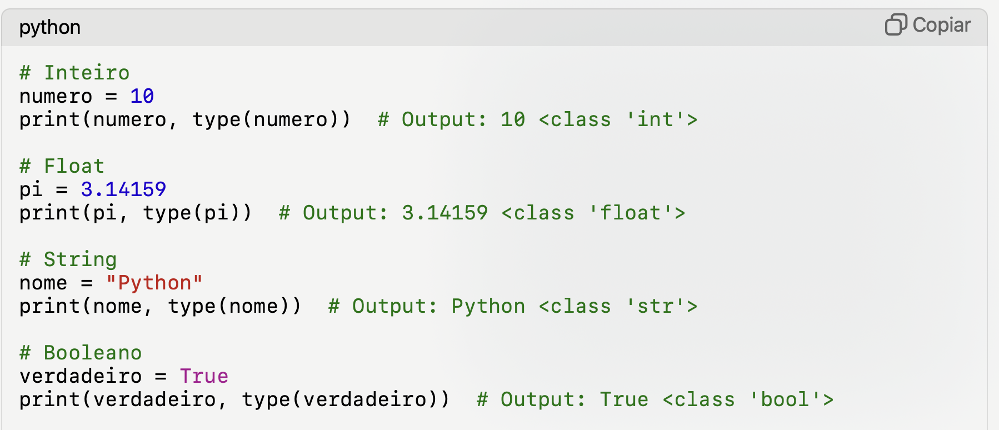 python
Copiar
# Inteiro
numero = 10
print(numero, type(numero))  # Output: 10 <class 'int'>
# Float
pi = 3.14159
print(pi, type(pi))  # Output: 3.14159 <class 'float'>
# String
nome = "Python"
print(nome, type(nome))  # Output: Python <class 'str'>
# Booleano
verdadeiro = True
print(verdadeiro, type(verdadeiro))  # Output: True <class 'bool'>